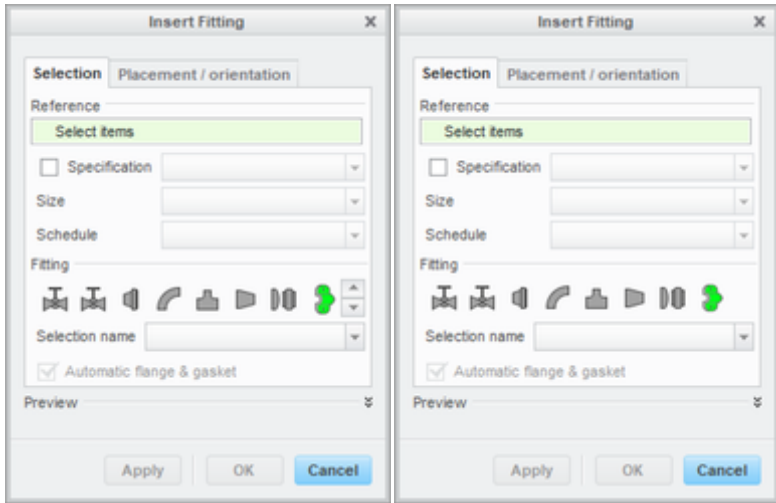 Insert Fitting
Selection Placement / orientation
Reference
Select items
Specification
Size
Schedule
Fitting
Selection name
Automatic flange & gasket
Preview
Apply OK Cancel
Insert Fitting
Selection Placement / orientation
Reference
Select items
Specification
Size
Schedule
Fitting
Selection name
Automatic flange & gasket
Preview
Apply OK Cancel